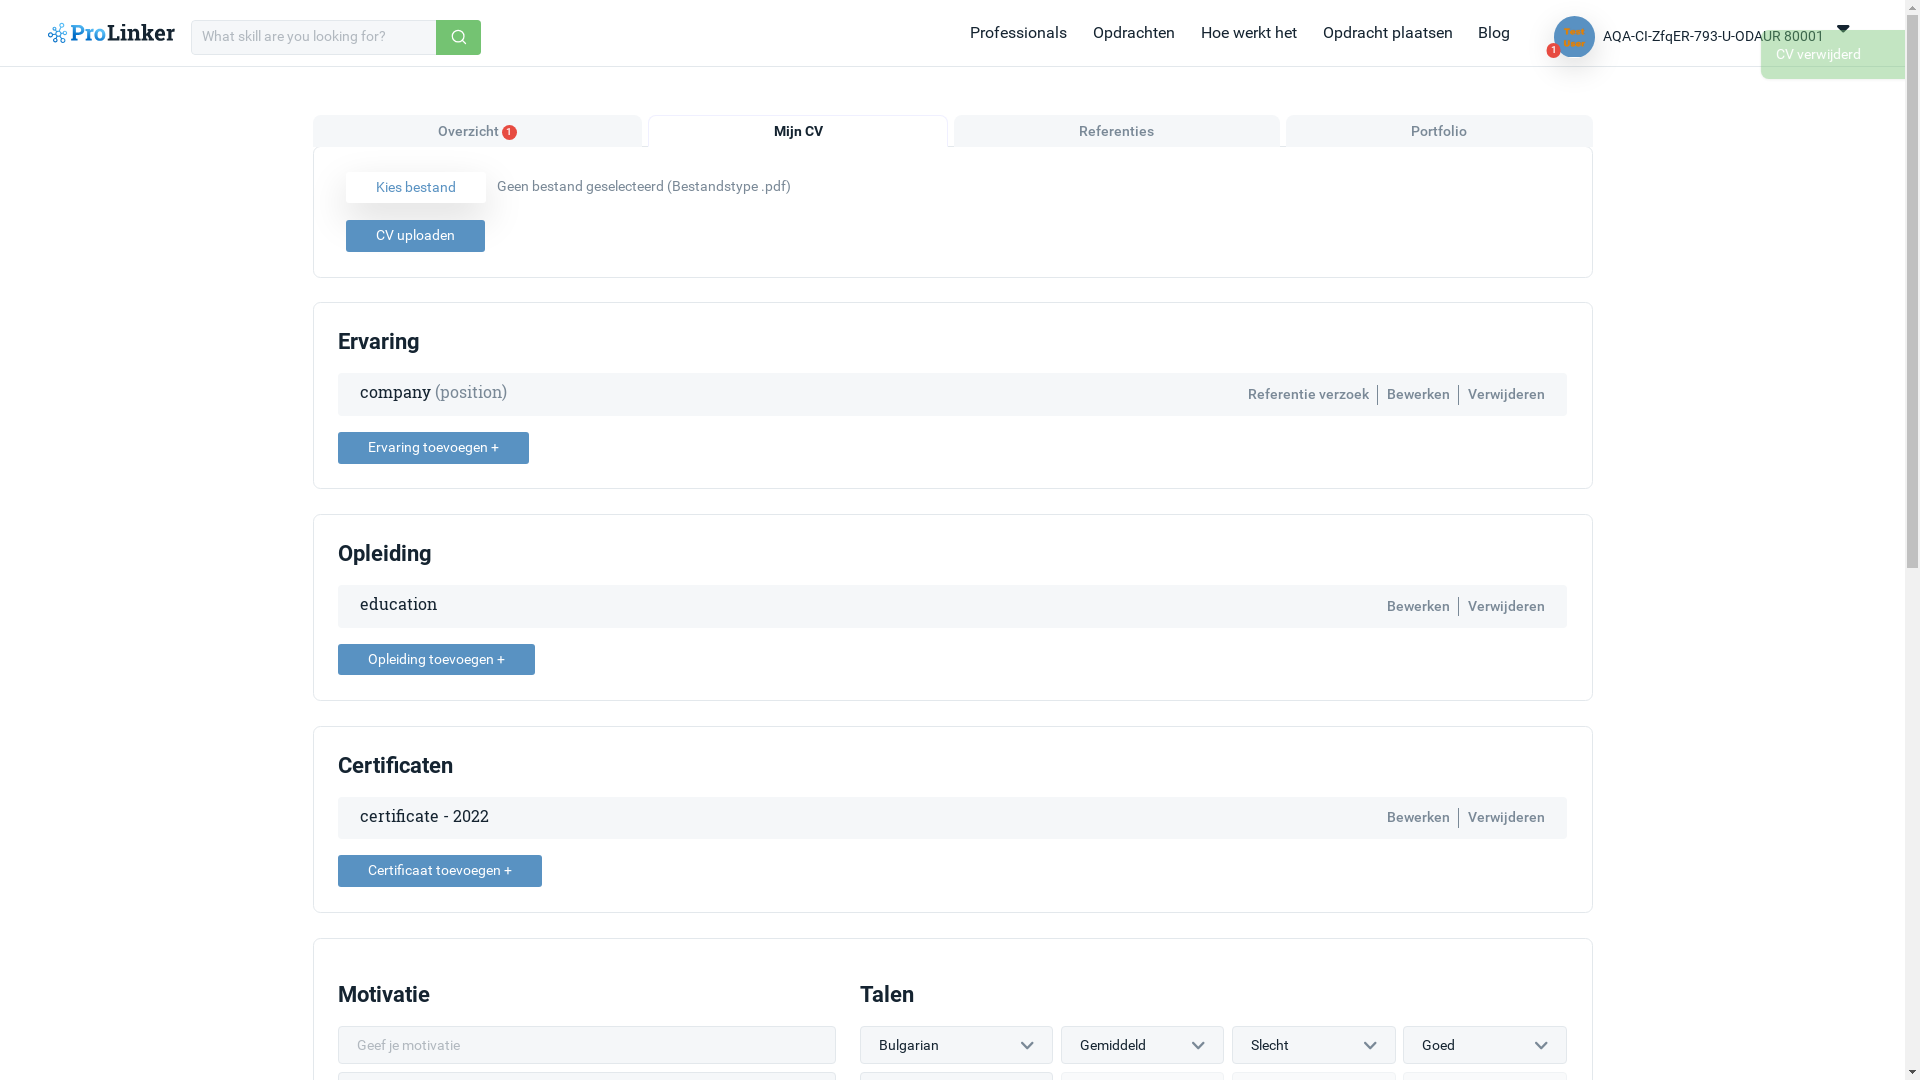 ProLinker
What skill are you looking for?
Professionals
Opdrachten
Hoe werkt het
Opdracht plaatsen
Blog
1
AQA-CI-ZfqER-793-U-ODAUR 80001
CV verwijderd
Overzicht 1
Mijn CV
Referenties
Portfolio
Kies bestand
Geen bestand geselecteerd (Bestandstype .pdf)
CV uploaden
Ervaring
company (position)
Referentie verzoek
Bewerken
Verwijderen
Ervaring toevoegen +
Opleiding
education
Bewerken
Verwijderen
Opleiding toevoegen +
Certificaten
certificate - 2022
Bewerken
Verwijderen
Certificaat toevoegen +
Motivatie
Talen
Geef je motivatie
Bulgarian
Gemiddeld
Slecht
Goed